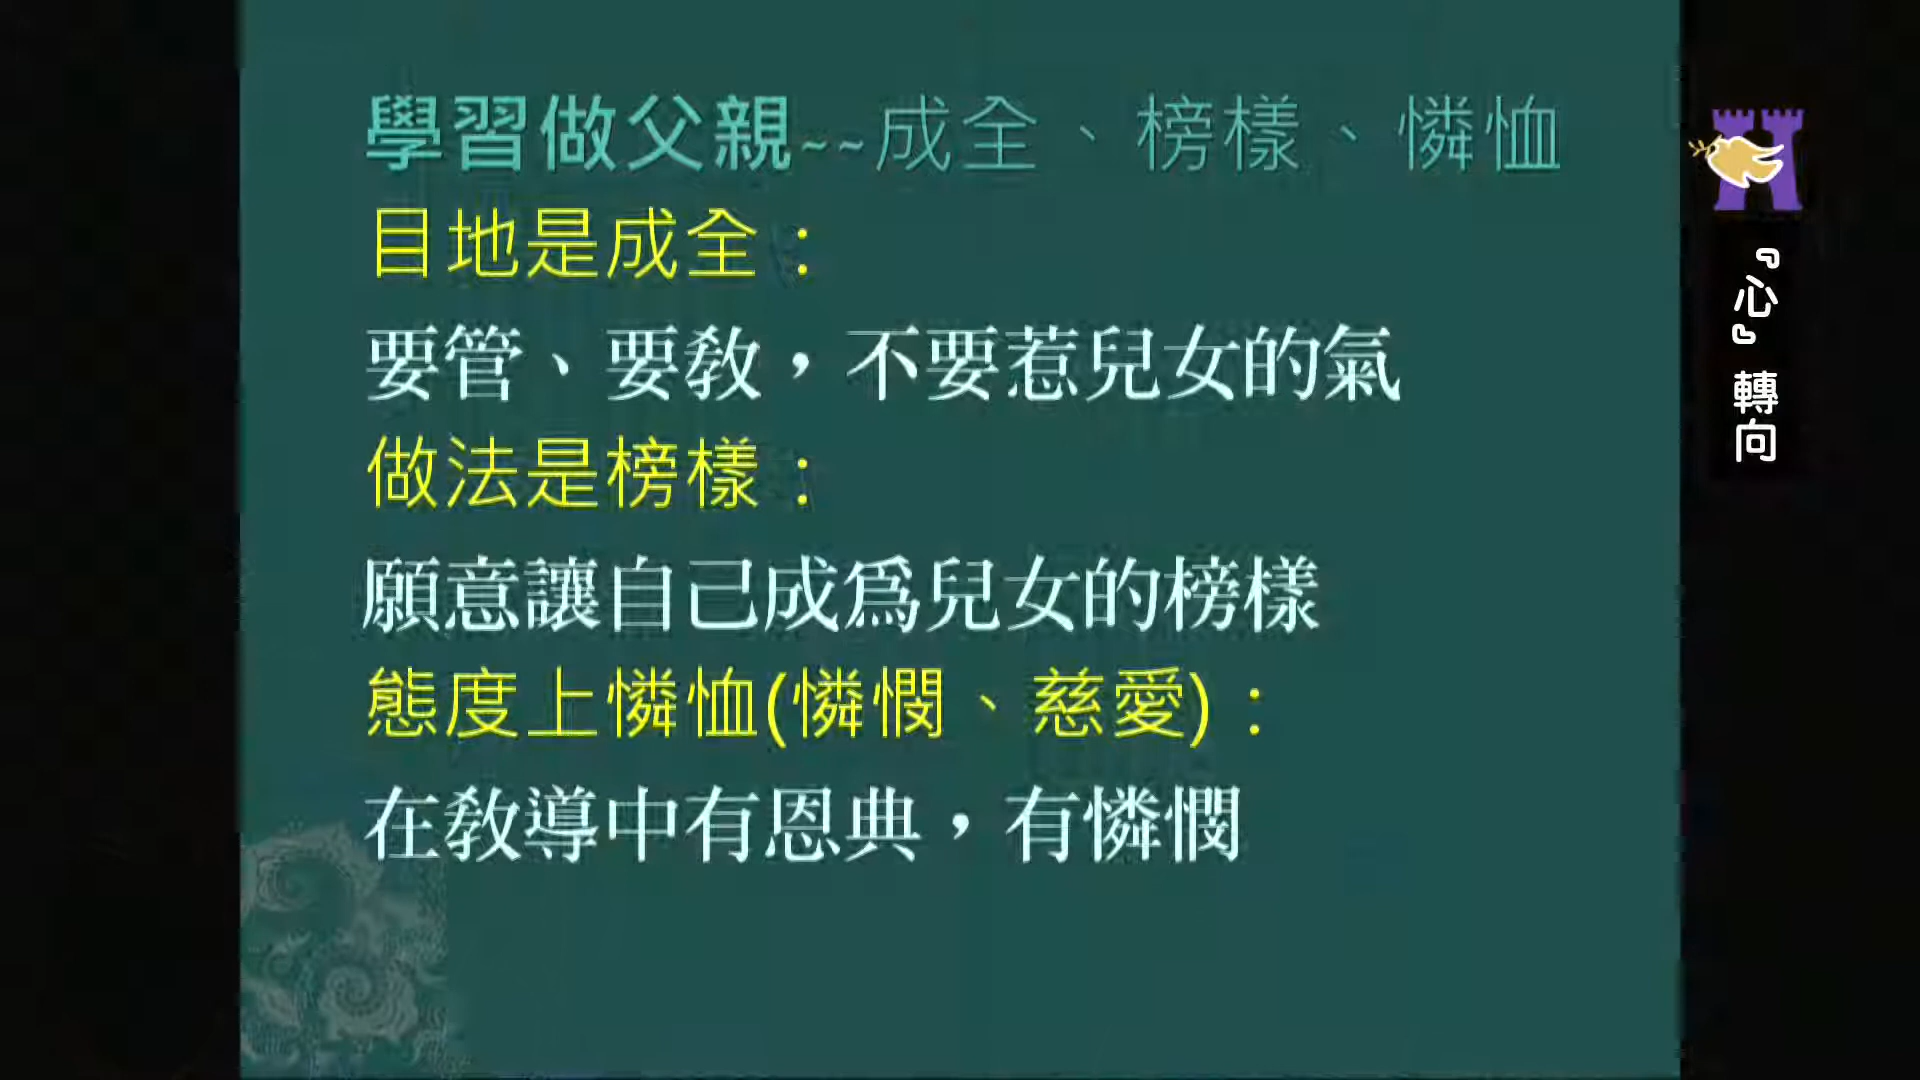 學習做父親~~成全、榜樣、憐恤
目地是成全：
要管、要教，不要惹兒女的氣
做法是榜樣：
願意讓自己成為兒女的榜樣
態度上憐恤(憐憫、慈愛)：
在教導中有恩典，有憐憫
『心』轉向